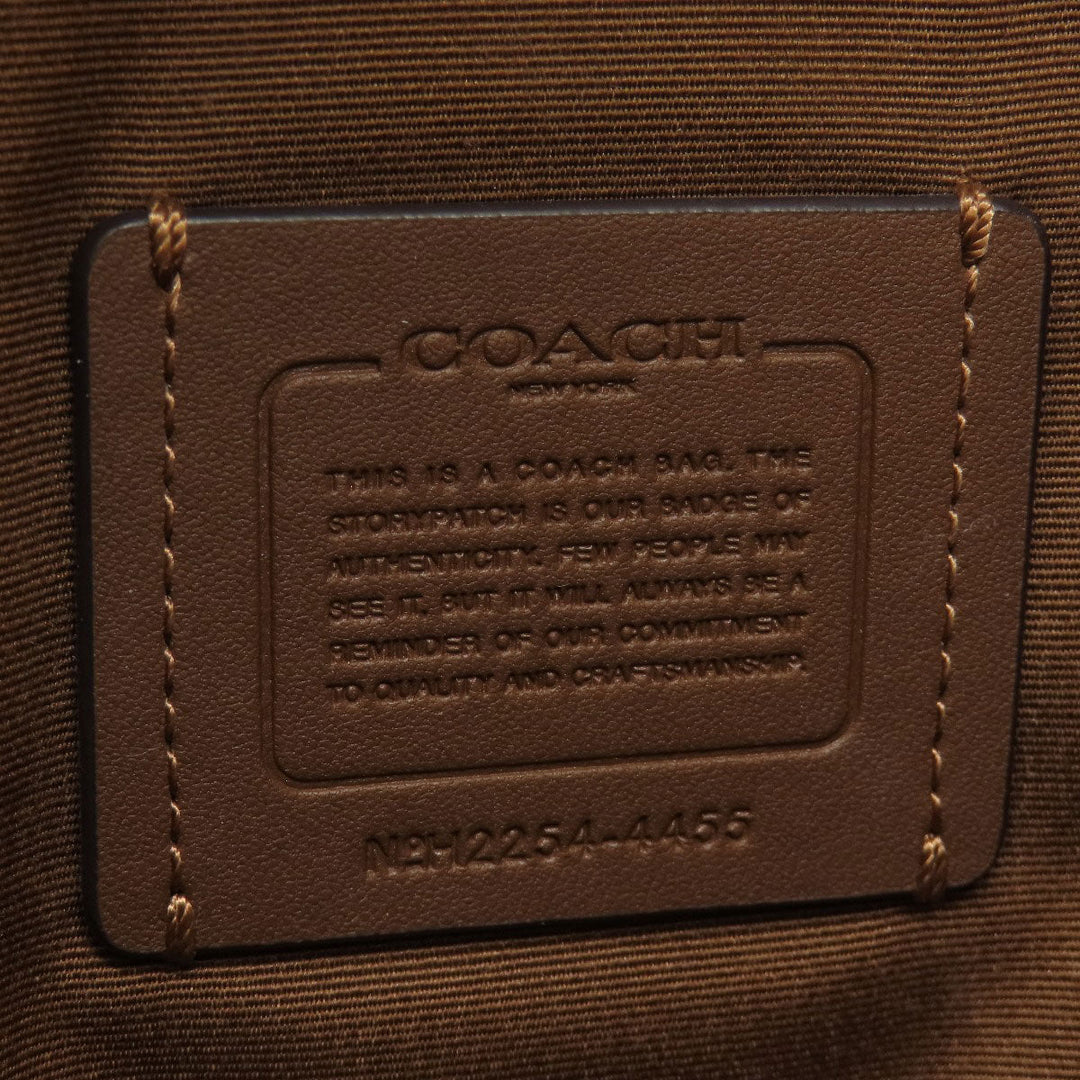 COACH
NEW YORK
THIS IS A COACH BAG. THE
STORYPATCH IS OUR BADGE OF
AUTHENTICITY. FEW PEOPLE MAY
SEE IT. BUT IT WILL ALWAYS BE A
REMINDER OF OUR COMMITMENT
TO QUALITY AND CRAFTSMANSHIP.
Nº H2254-4455